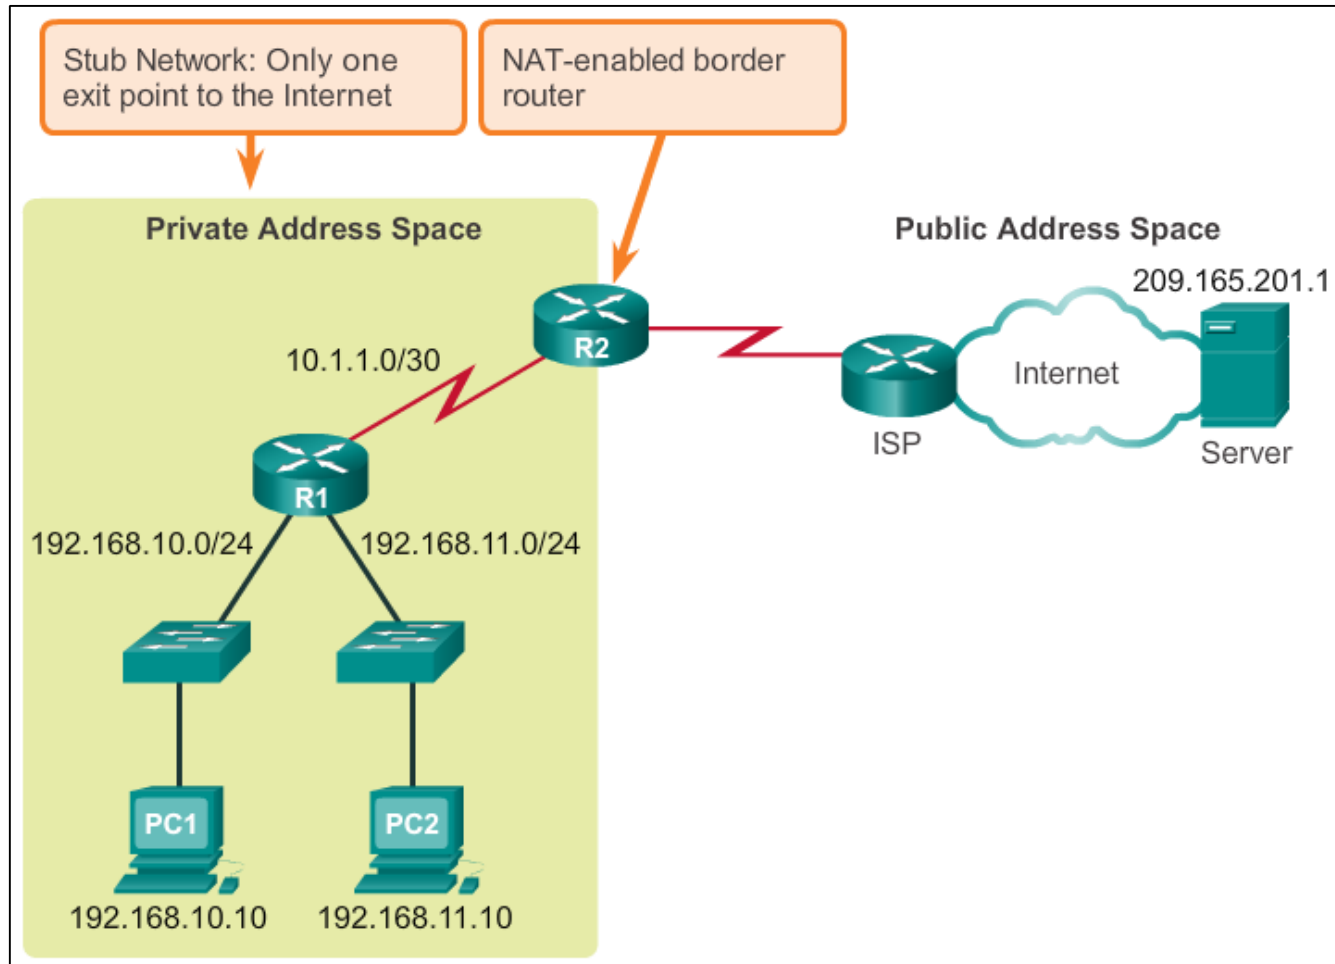 Stub Network: Only one
exit point to the Internet
NAT-enabled border
router
Private Address Space
Public Address Space
209.165.201.1
R2
10.1.1.0/30
Internet
ISP
Server
R1
192.168.10.0/24
192.168.11.0/24
PC1
PC2
192.168.10.10
192.168.11.10